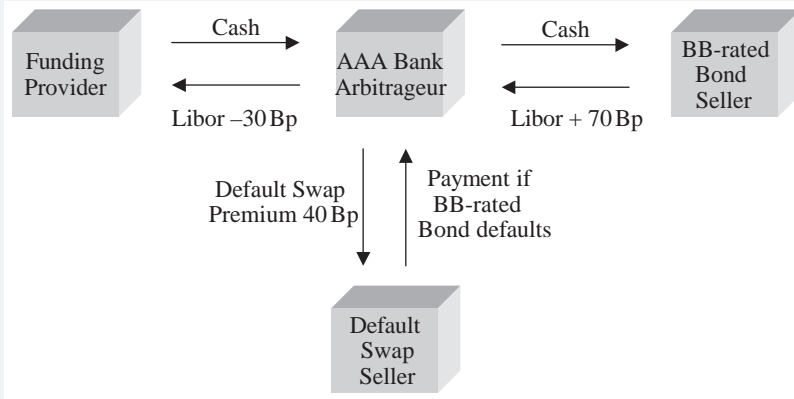 Funding
Provider
Cash
Libor –30 Bp
AAA Bank
Arbitrageur
Cash
Libor + 70 Bp
BB-rated
Bond
Seller
Default Swap
Premium 40 Bp
Payment if
BB-rated
Bond defaults
Default
Swap
Seller